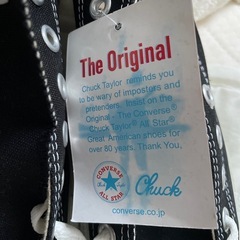 The Original
Chuck Taylor reminds you
to be wary of imposters and
pretenders. Insist on the
Original - The Converse®
Chuck Taylor® All Star®
Great American shoes for
over 80 years. Thank You,
CONVERSE
ALL STAR
Chuck
converse.co.jp